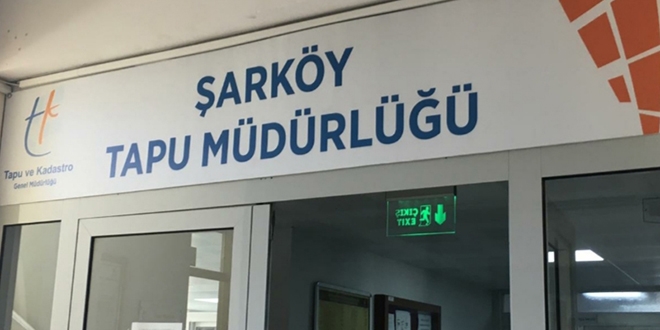 ŞARKÖY
TAPU MÜDÜRLÜĞÜ
Tapu ve Kadastro
Genel Müdürlüğü
ÇIKIŞ
EXIT